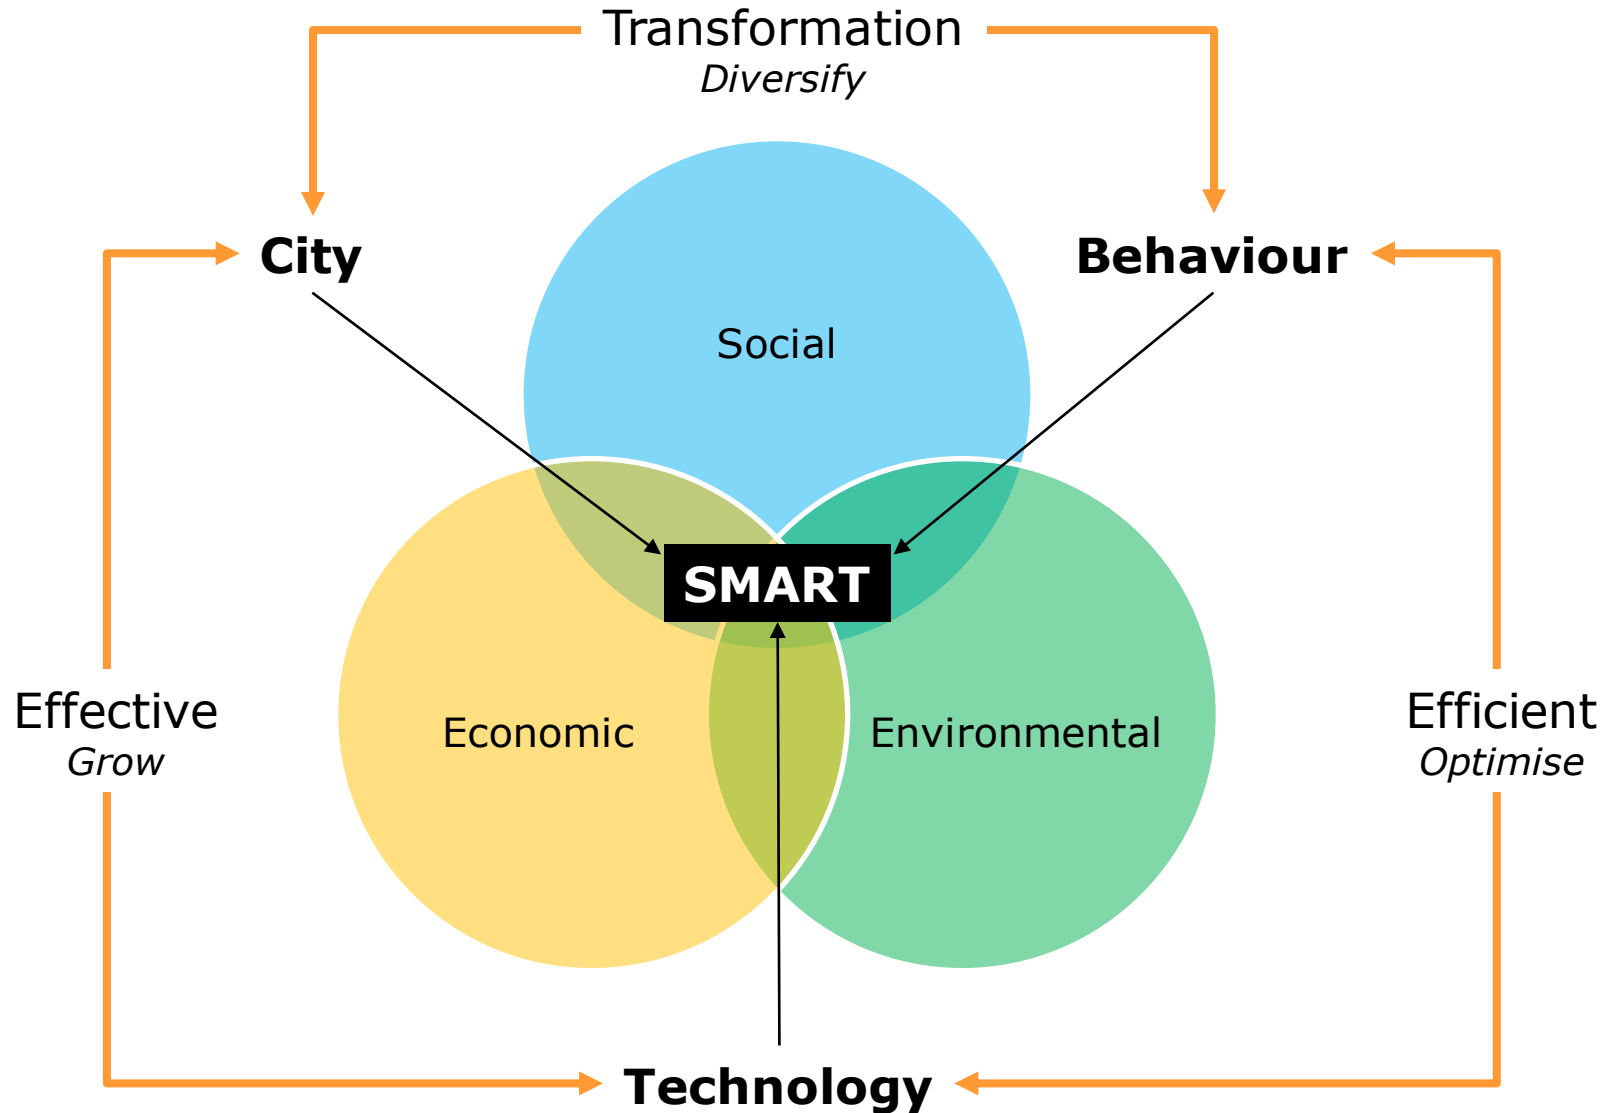 Transformation
Diversify
City
Behaviour
Social
SMART
Effective
Grow
Economic
Environmental
Efficient
Optimise
Technology